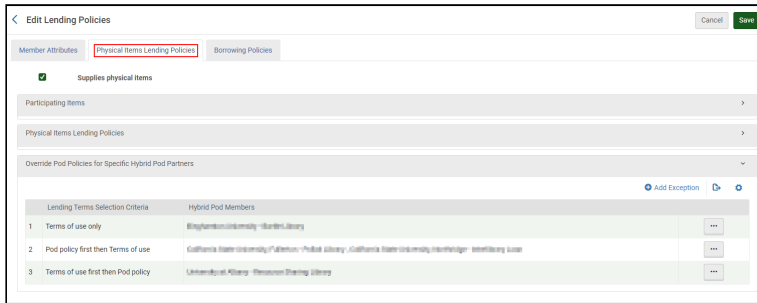 Edit Lending Policies
Cancel
Save
Member Attributes
Physical Items Lending Policies
Borrowing Policies
Supplies physical items
Participating Items
Physical Items Lending Policies
Override Pod Policies for Specific Hybrid Pod Partners
Add Exception
Lending Terms Selection Criteria
Hybrid Pod Members
1 Terms of use only
2 Pod policy first then Terms of use
3 Terms of use first then Pod policy